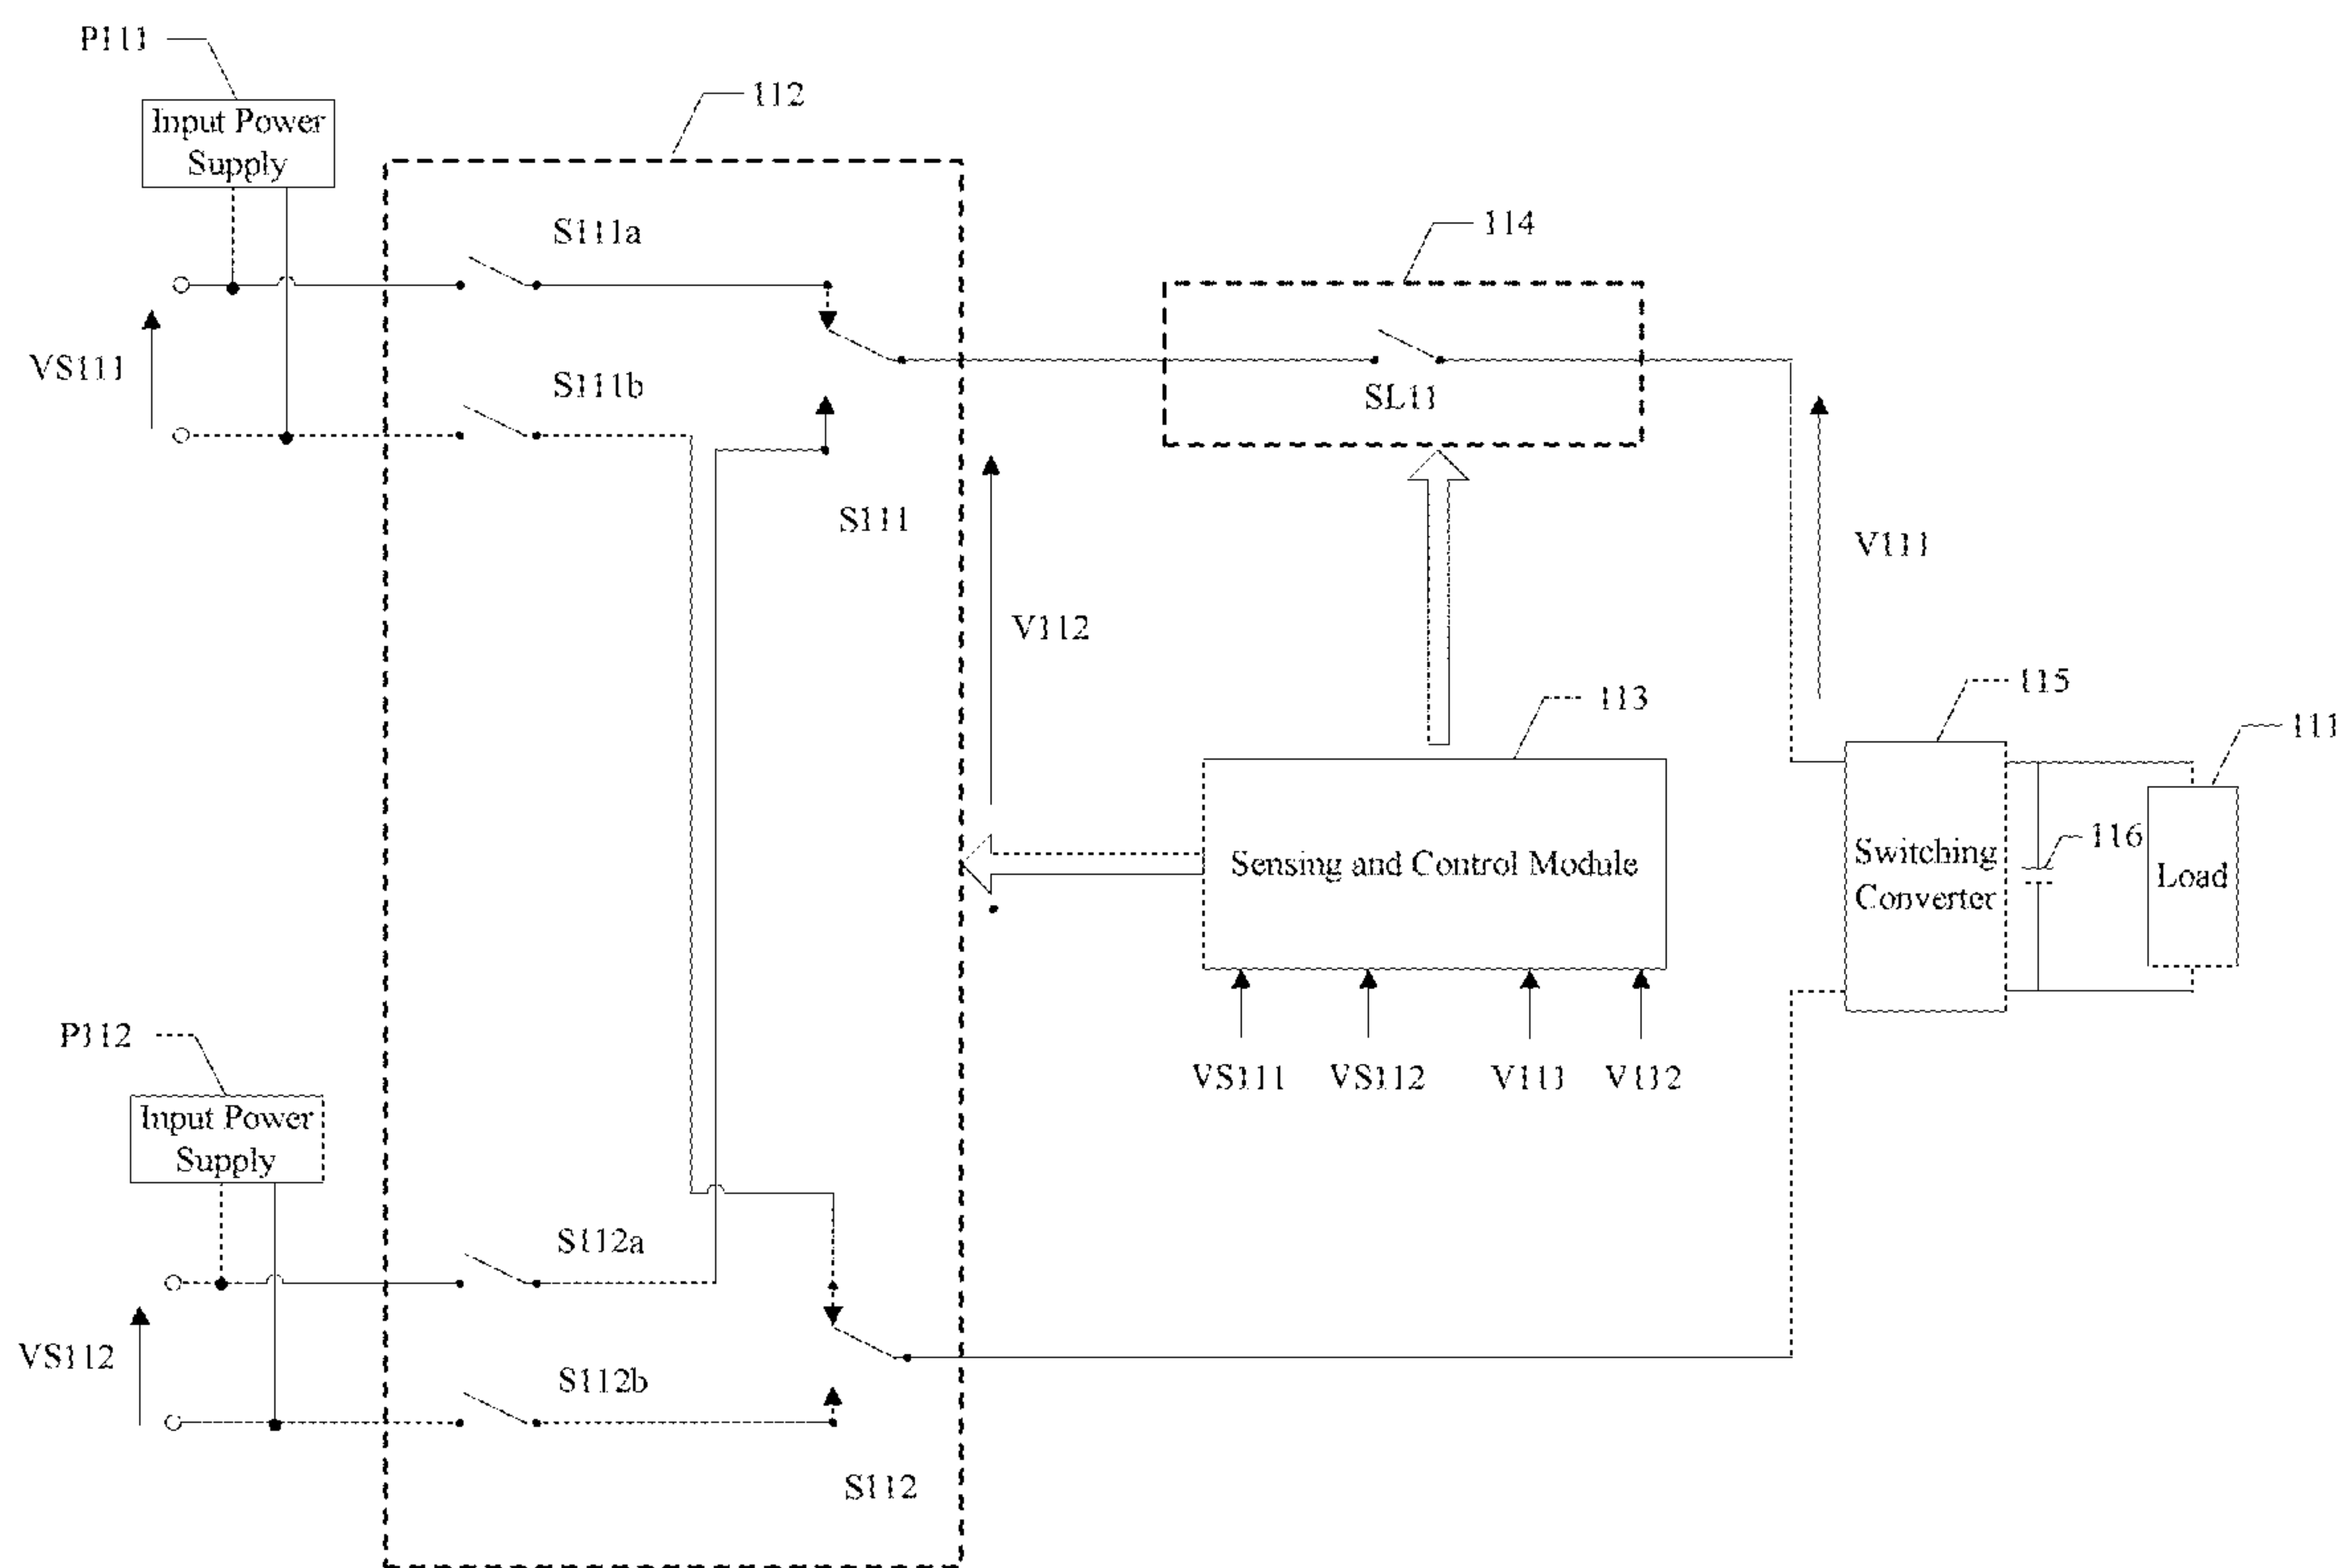 P111
Input Power
Supply
112
S111a
114
VS111
S111b
SL11
S111
V111
V112
115
113
111
Sensing and Control Module
Switching
Converter
116
Load
P112
VS111 VS112 V111 V112
Input Power
Supply
S112a
VS112
S112b
S112